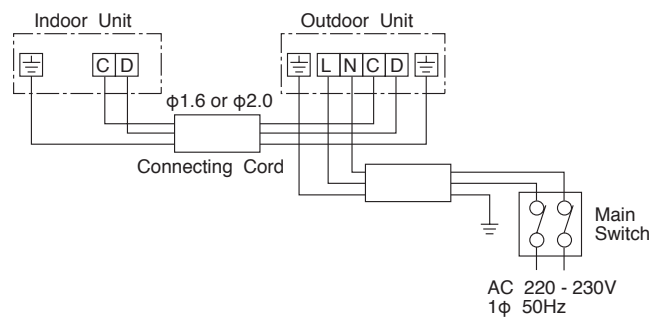 Indoor Unit
Outdoor Unit
C D
L N C D
φ1.6 or φ2.0
Connecting Cord
Main
Switch
AC 220 - 230V
1φ 50Hz